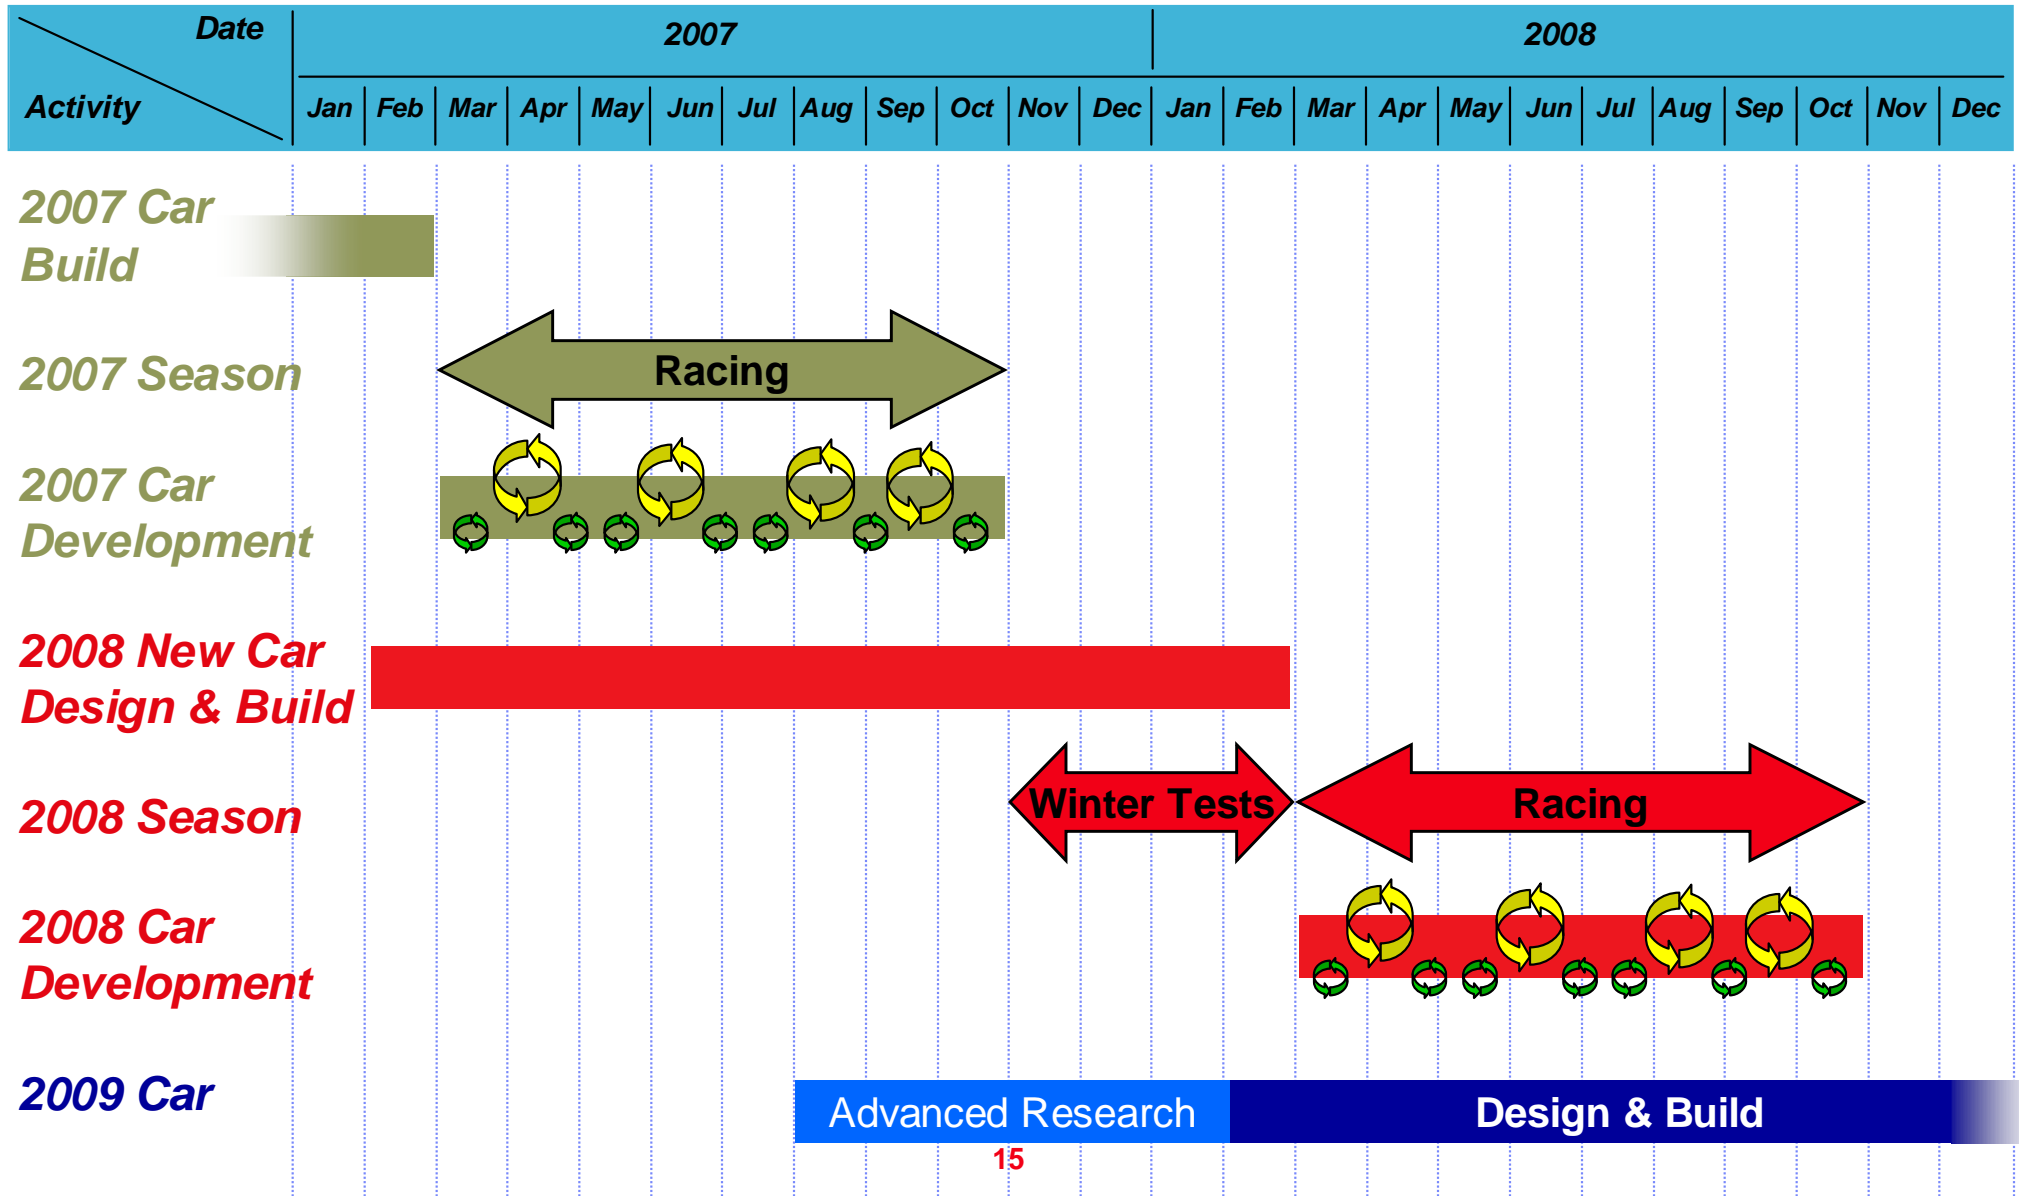 Date
2007
2008
Activity
Jan Feb Mar Apr May Jun Jul Aug Sep Oct Nov Dec Jan Feb Mar Apr May Jun Jul Aug Sep Oct Nov Dec
2007 Car
Build
2007 Season
Racing
2007 Car
Development
2008 New Car
Design & Build
2008 Season
Winter Tests
Racing
2008 Car
Development
2009 Car
Advanced Research
Design & Build
15